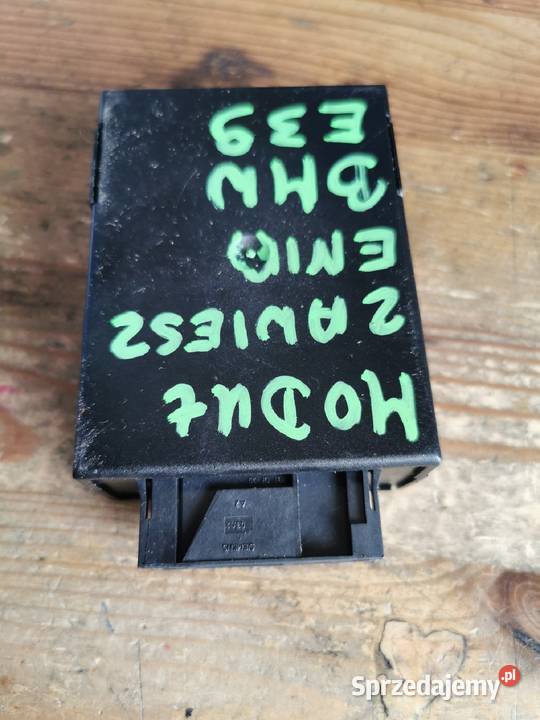 MODUŁ
ZAWIESZ
ENIA
BMW
E39
Sprzedajemy.pl